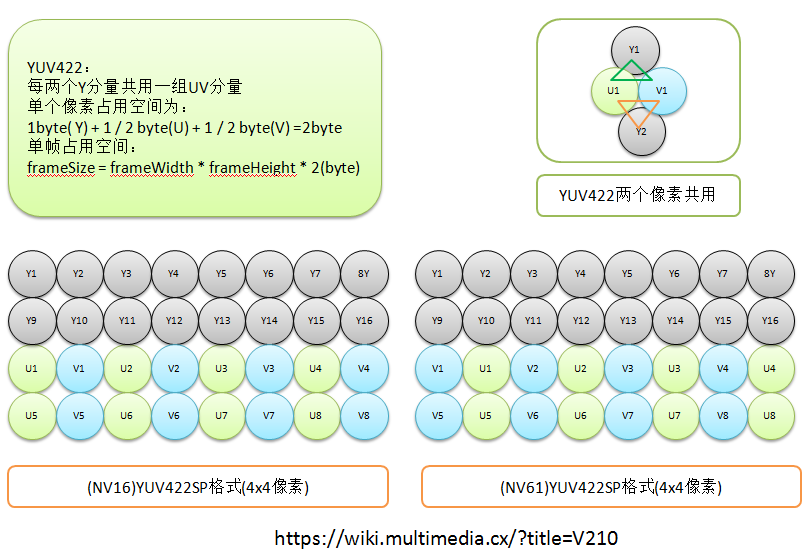 YUV422：
每两个Y分量共用一组UV分量
单个像素占用空间为：
1byte( Y) + 1 / 2 byte(U) + 1 / 2 byte(V) =2byte
单帧占用空间：
frameSize = frameWidth * frameHeight * 2(byte)
Y1
U1 V1
Y2
YUV422两个像素共用
Y1 Y2 Y3 Y4 Y5 Y6 Y7 8Y
Y9 Y10 Y11 Y12 Y13 Y14 Y15 Y16
U1 V1 U2 V2 U3 V3 U4 V4
U5 V5 U6 V6 U7 V7 U8 V8
(NV16)YUV422SP格式(4x4像素)
Y1 Y2 Y3 Y4 Y5 Y6 Y7 8Y
Y9 Y10 Y11 Y12 Y13 Y14 Y15 Y16
V1 U1 V2 U2 V3 U3 V4 U4
V5 U5 V6 U6 V7 U7 V8 U8
(NV61)YUV422SP格式(4x4像素)
https://wiki.multimedia.cx/?title=V210